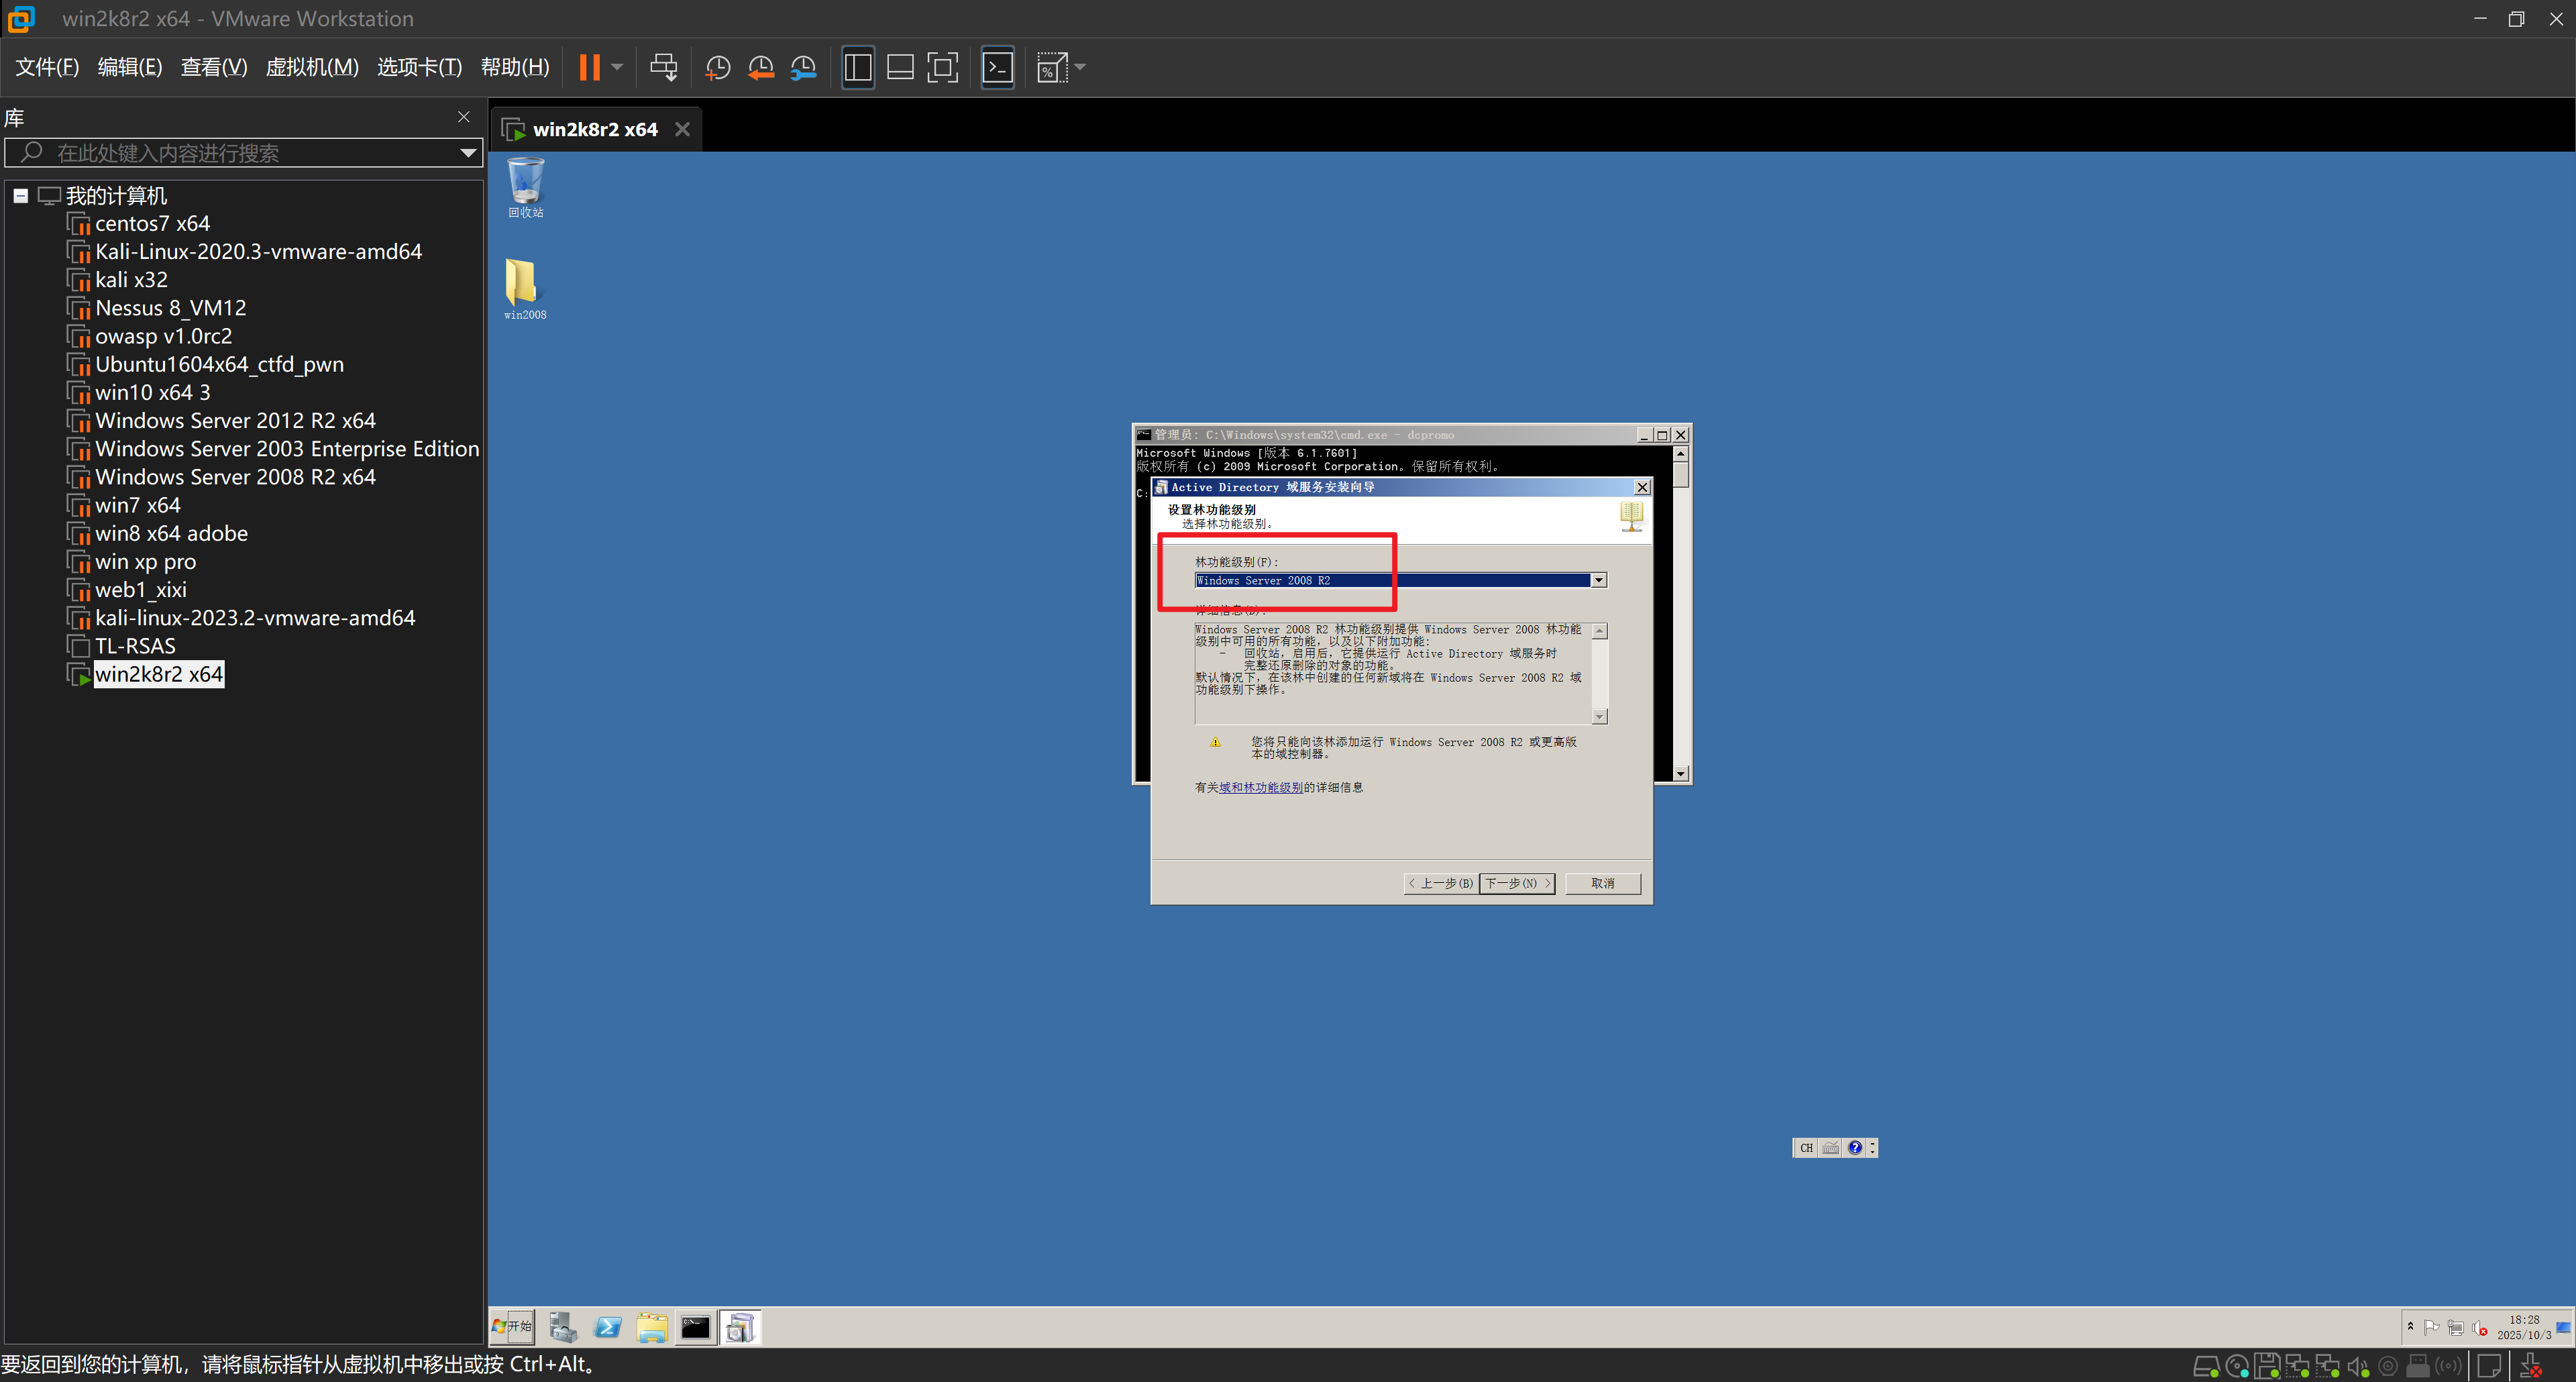 win2k8r2 x64 - VMware Workstation
文件(F) 编辑(E) 查看(V) 虚拟机(M) 选项卡(T) 帮助(H)
库
在此处键入内容进行搜索
我的计算机
centos7 x64
Kali-Linux-2020.3-vmware-amd64
kali x32
Nessus 8_VM12
owasp v1.0rc2
Ubuntu1604x64_ctfd_pwn
win10 x64 3
Windows Server 2012 R2 x64
Windows Server 2003 Enterprise Edition
Windows Server 2008 R2 x64
win7 x64
win8 x64 adobe
win xp pro
web1_xixi
kali-linux-2023.2-vmware-amd64
TL-RSAS
win2k8r2 x64
win2k8r2 x64
回收站
win2008
管理员: C:\Windows\system32\cmd.exe - dcpromo
Microsoft Windows [版本 6.1.7601]
版权所有 (c) 2009 Microsoft Corporation。保留所有权利。
C:
Active Directory 域服务安装向导
设置林功能级别
选择林功能级别。
林功能级别(F):
Windows Server 2008 R2
详细信息(D):
Windows Server 2008 R2 林功能级别提供 Windows Server 2008 林功能
级别中可用的所有功能，以及以下附加功能:
- 回收站，启用后，它提供运行 Active Directory 域服务时
完整还原删除的对象的功能。
默认情况下，在该林中创建的任何新域将在 Windows Server 2008 R2 域
功能级别下操作。
您将只能向该林添加运行 Windows Server 2008 R2 或更高版
本的域控制器。
有关域和林功能级别的详细信息
< 上一步(B) 下一步(N) > 取消
CH
开始
18:28
2025/10/3
要返回到您的计算机，请将鼠标指针从虚拟机中移出或按 Ctrl+Alt。